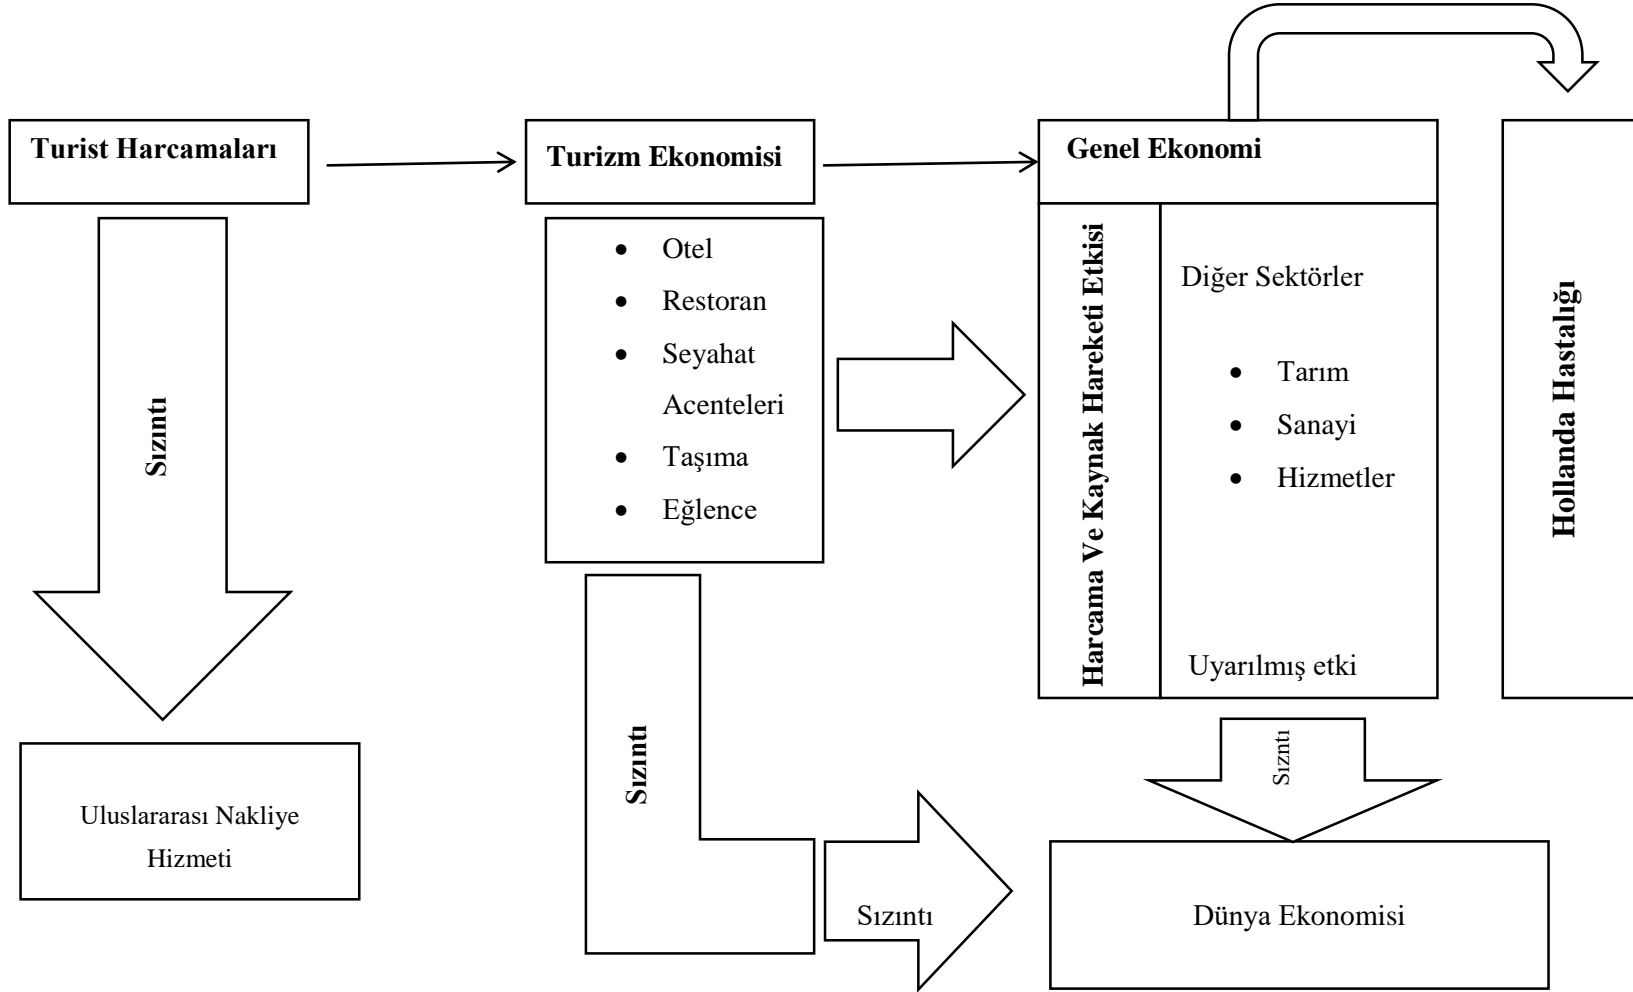 Turist Harcamaları
Turizm Ekonomisi
Genel Ekonomi
Sızıntı
• Otel
• Restoran
• Seyahat
Acenteleri
• Taşıma
• Eğlence
Harcama Ve Kaynak Hareketi Etkisi
Diğer Sektörler
• Tarım
• Sanayi
• Hizmetler
Uyarılmış etki
Hollanda Hastalığı
Sızıntı
Sızntı
Uluslararası Nakliye
Hizmeti
Sızıntı
Dünya Ekonomisi